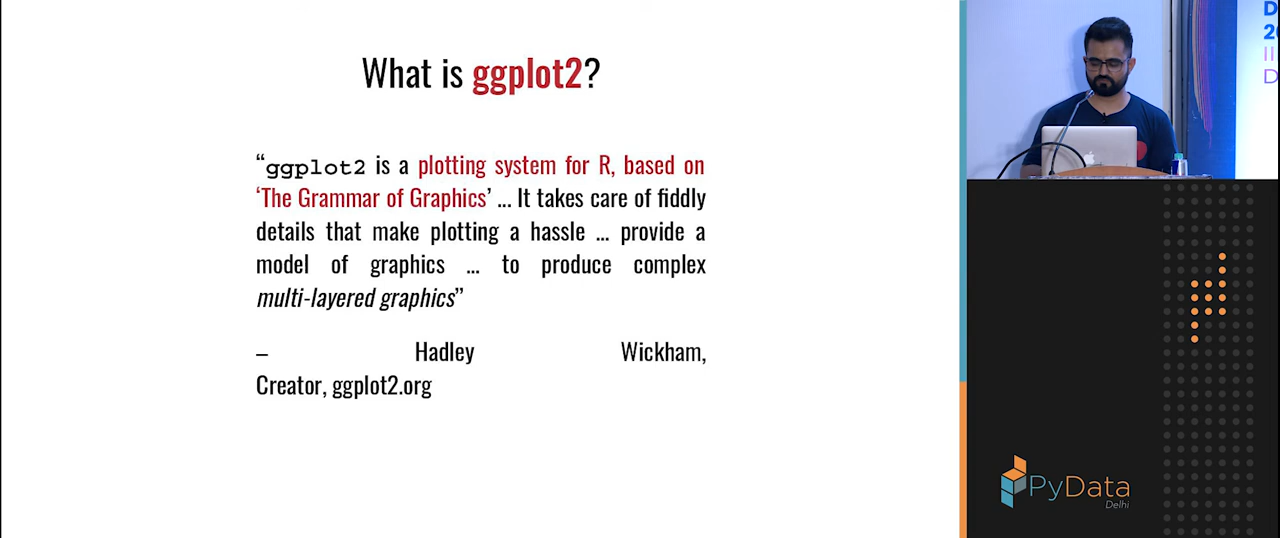 What is ggplot2?
“ggplot2 is a plotting system for R, based on
‘The Grammar of Graphics’ ... It takes care of fiddly
details that make plotting a hassle ... provide a
model of graphics ... to produce complex
multi-layered graphics”
– Hadley Wickham,
Creator, ggplot2.org
D
2
D
PyData
Delhi